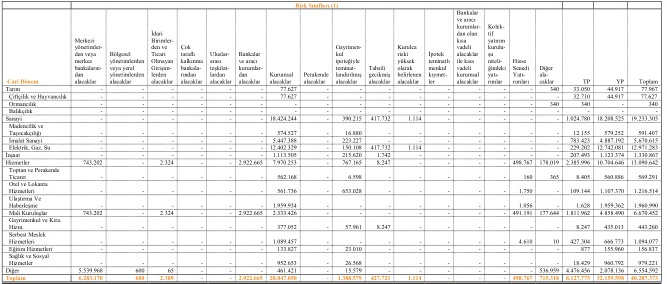 Risk Sınıfları (1)
Cari Dönem
Merkezi yönetimlerden veya merkez bankalarından alacaklar
Bölgesel yönetimlerden veya yerel yönetimlerden alacaklar
İdari Birimlerden ve Ticari Olmayan Girişimlerden alacaklar
Çok taraflı kalkınma bankalarından alacaklar
Uluslararası teşkilatlardan alacaklar
Bankalar ve aracı kurumlardan alacaklar
Kurumsal alacaklar
Perakende alacaklar
Gayrimenkul ipoteğiyle teminatlandırılmış alacaklar
Tahsili gecikmiş alacaklar
Kurulca riski yüksek olarak belirlenen alacaklar
İpotek teminatlı menkul kıymetler
Bankalar ve aracı kurumlardan olan kısa vadeli alacaklar ile kısa vadeli kurumsal alacaklar
Kolektif yatırım kuruluşu niteliğindeki yatırımlar
Hisse Senedi Yatırımları
Diğer alacaklar
TP
YP
Toplam
Tarım - - - - - - 77.627 - - - - - - - - 340 33.050 44.917 77.967
Çiftçilik ve Hayvancılık - - - - - - 77.627 - - - - - - - - - 32.710 44.917 77.627
Ormancılık - - - - - - - - - - - - - - - 340 340 - 340
Balıkçılık - - - - - - - - - - - - - - - - - - -
Sanayi - - - - - - 18.424.244 - 390.215 417.732 1.114 - - - - - 1.024.780 18.208.525 19.233.305
Madencilik ve Taşocakçılığı - - - - - - 574.527 - 16.880 - - - - - - - 12.155 579.252 591.407
İmalat Sanayi - - - - - - 5.447.388 - 223.227 - - - - - - - 783.423 4.887.192 5.670.615
Elektrik, Gaz, Su - - - - - - 12.402.329 - 150.108 417.732 1.114 - - - - - 229.202 12.742.081 12.971.283
İnşaat - - - - - - 1.113.505 - 215.620 1.742 - - - - - - 207.493 1.123.374 1.330.867
Hizmetler 743.202 - 2.324 - - 2.922.665 7.970.253 - 767.165 8.247 - - - - 498.767 178.019 2.385.996 10.704.646 13.090.642
Toptan ve Perakende Ticaret - - - - - - 562.168 - 6.598 - - - - - 160 365 8.405 560.886 569.291
Otel ve Lokanta Hizmetleri - - - - - - 561.736 - 653.028 - - - - - 1.750 - 109.144 1.107.370 1.216.514
Ulaştırma Ve Haberleşme - - - - - - 1.959.934 - - - - - - - 1.056 - 1.628 1.959.362 1.960.990
Mali Kuruluşlar 743.202 - 2.324 - - 2.922.665 2.333.426 - - - - - - - 491.191 177.644 1.811.962 4.858.490 6.670.452
Gayrimenkul ve Kira. Hizm. - - - - - - 377.052 - 57.961 8.247 - - - - - - 8.247 435.013 443.260
Serbest Meslek Hizmetleri - - - - - - 1.089.457 - - - - - - - 4.610 10 427.304 666.773 1.094.077
Eğitim Hizmetleri - - - - - - 133.827 - 23.010 - - - - - - - 877 155.960 156.837
Sağlık ve Sosyal Hizmetler - - - - - - 952.653 - 26.568 - - - - - - - 18.429 960.792 979.221
Diğer 5.539.968 600 65 - - - 461.421 - 15.579 - - - - - - 536.959 4.476.456 2.078.136 6.554.592
Toplam 6.283.170 600 2.389 - - 2.922.665 28.047.050 - 1.388.579 427.721 1.114 - - - 498.767 715.318 8.127.775 32.159.598 40.287.373